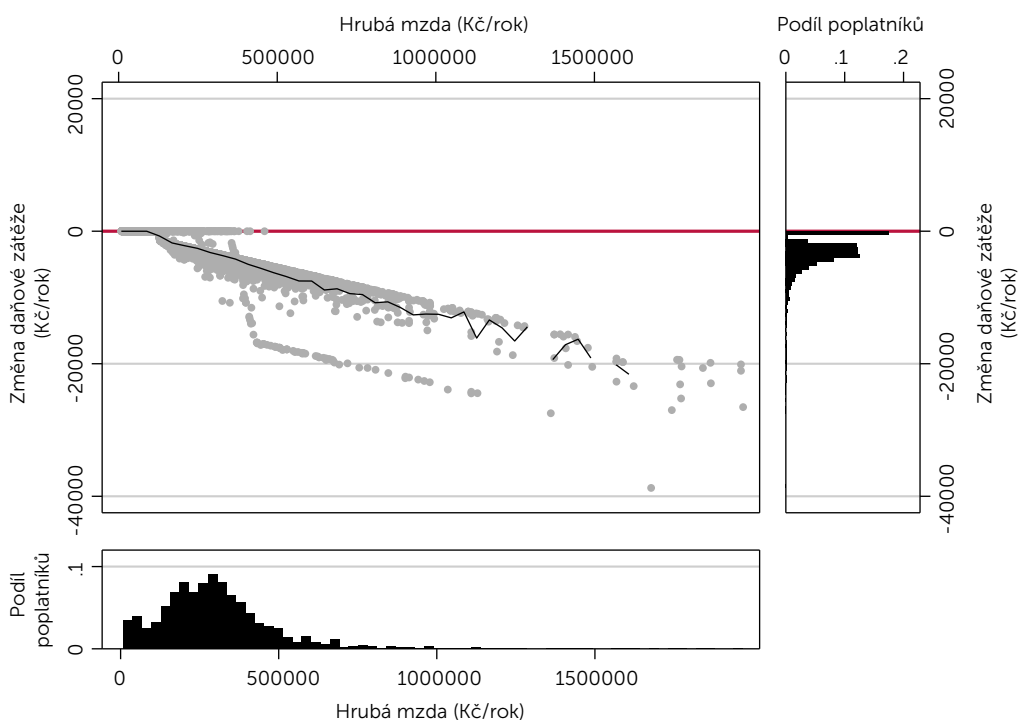 Hrubá mzda (Kč/rok)
0 500000 1000000 1500000
Podíl poplatníků
0 .1 .2
Změna daňové zátěže
(Kč/rok)
20000
0
-20000
-40000
20000
0
-20000
-40000
Změna daňové zátěže
(Kč/rok)
Podíl
poplatníků
.1
0
0 500000 1000000 1500000
Hrubá mzda (Kč/rok)